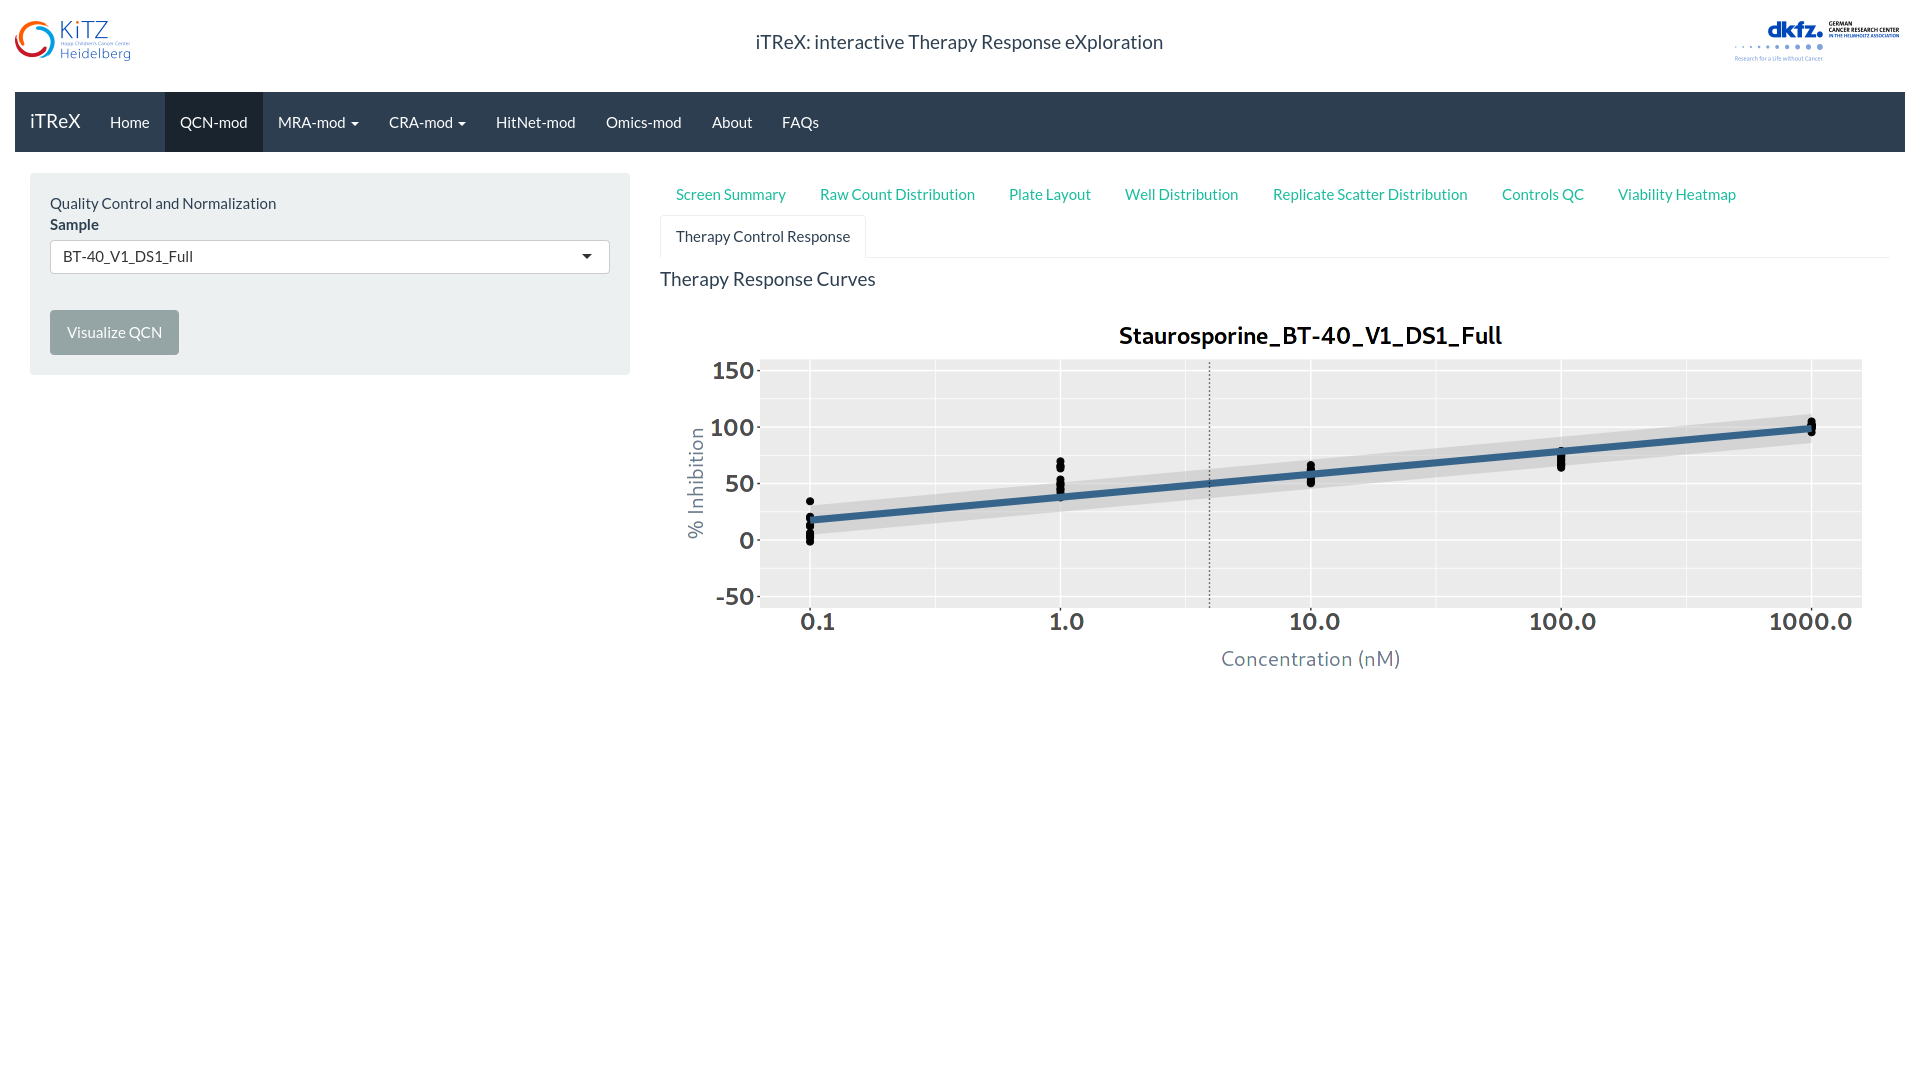 KiTZ
Hopp Children's Cancer Center
Heidelberg
iTReX: interactive Therapy Response eXploration
dkfz.
GERMAN
CANCER RESEARCH CENTER
IN THE HELMHOLTZ ASSOCIATION
Research for a Life without Cancer
iTReX Home QCN-mod MRA-mod CRA-mod HitNet-mod Omics-mod About FAQs
Quality Control and Normalization
Sample
BT-40_V1_DS1_Full
Visualize QCN
Screen Summary Raw Count Distribution Plate Layout Well Distribution Replicate Scatter Distribution Controls QC Viability Heatmap
Therapy Control Response
Therapy Response Curves
Staurosporine_BT-40_V1_DS1_Full
% Inhibition
150
100
50
0
-50
0.1 1.0 10.0 100.0 1000.0
Concentration (nM)